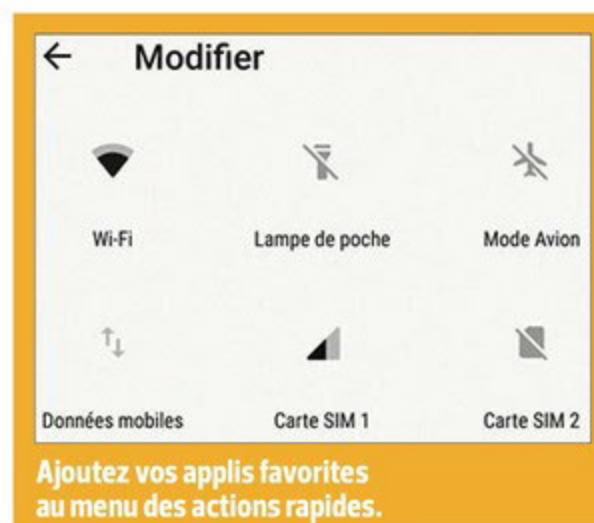 Modifier
Wi-Fi
Lampe de poche
Mode Avion
Données mobiles
Carte SIM 1
Carte SIM 2
Ajoutez vos applis favorites
au menu des actions rapides.